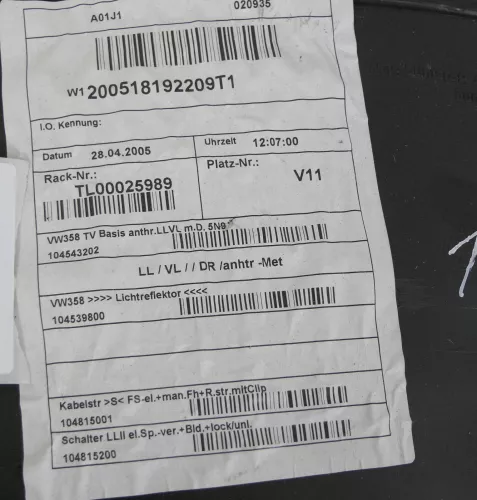 A01J1 020935
W1 200518192209T1
I.O. Kennung:
Datum 28.04.2005 Uhrzeit 12:07:00
Rack-Nr.: Platz-Nr.:
TL00025989 V11
VW358 TV Basis anthr.LLVL m.D. 5N9
104543202
LL / VL / / DR /anhtr -Met
VW358 >>>> Lichtreflektor <<<<
104539800
Kabelstr >S< FS-el.+man.Fh+R.str.mitClip
104815001
Schalter LLII el.Sp.-ver.+Bld.+lock/unl.
104815200